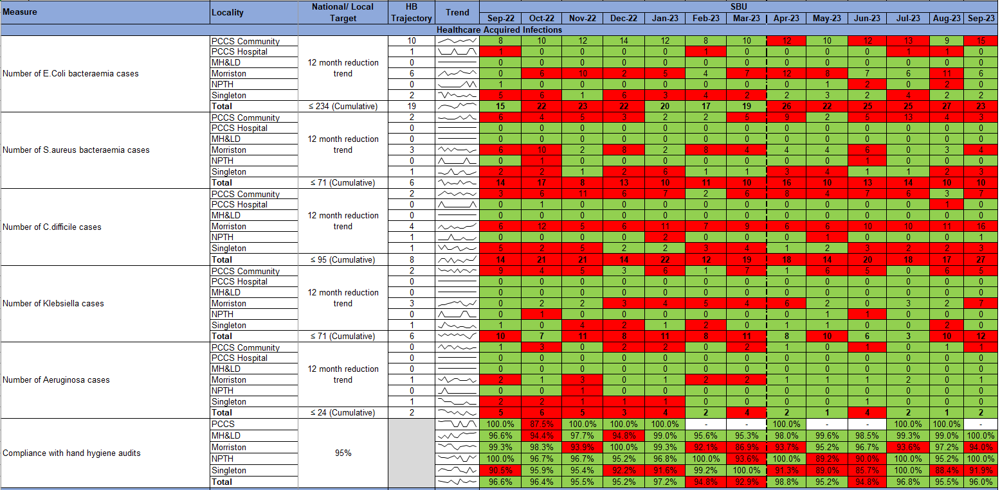 Measure Locality National/ Local Target HB Trajectory Trend SBU
Sep-22 Oct-22 Nov-22 Dec-22 Jan-23 Feb-23 Mar-23 Apr-23 May-23 Jun-23 Jul-23 Aug-23 Sep-23
Healthcare Acquired Infections
Number of E.Coli bacteraemia cases
12 month reduction trend
PCCS Community 10 8 10 12 14 12 8 10 12 10 12 13 9 15
PCCS Hospital 1 1 0 0 0 0 1 0 0 0 0 1 1 0
MH&LD 0 0 0 0 0 0 0 0 0 0 0 0 0 0
Morriston 6 0 6 10 2 5 4 7 12 8 7 6 11 6
NPTH 0 1 0 0 0 0 0 0 0 1 2 0 2 0
Singleton 2 5 6 1 6 3 4 2 2 3 2 4 2 2
Total ≤ 234 (Cumulative) 19 15 22 23 22 20 17 19 26 22 25 25 27 23
Number of S.aureus bacteraemia cases
12 month reduction trend
PCCS Community 2 6 4 5 3 2 2 5 9 2 5 13 4 3
PCCS Hospital 0 0 0 0 0 0 0 0 0 0 0 0 0 0
MH&LD 0 0 0 0 0 0 0 0 0 0 0 0 0 0
Morriston 3 6 10 2 8 2 8 4 4 4 6 0 3 4
NPTH 0 0 1 0 0 0 0 0 0 0 1 0 0 0
Singleton 1 2 2 1 2 6 1 1 3 4 1 1 2 3
Total ≤ 71 (Cumulative) 6 14 17 8 13 10 11 10 16 10 13 14 10 10
Number of C.difficile cases
12 month reduction trend
PCCS Community 2 3 6 11 6 7 2 6 8 4 7 6 3 7
PCCS Hospital 0 0 1 0 0 0 0 0 0 0 0 0 1 0
MH&LD 0 0 0 0 0 0 0 0 0 0 0 0 0 0
Morriston 4 6 12 5 6 11 7 9 6 6 10 10 11 16
NPTH 1 0 0 0 0 2 0 0 0 1 0 0 0 1
Singleton 1 5 2 5 2 2 3 4 1 2 3 2 2 3
Total ≤ 95 (Cumulative) 8 14 21 21 14 22 12 19 18 14 20 18 17 27
Number of Klebsiella cases
12 month reduction trend
PCCS Community 2 9 4 5 3 6 1 7 1 6 5 0 6 5
PCCS Hospital 0 0 0 0 0 0 0 0 0 0 0 0 0 0
MH&LD 0 0 0 0 0 0 0 0 0 0 0 0 0 0
Morriston 3 0 2 2 3 4 5 4 6 2 0 3 2 7
NPTH 0 0 1 0 0 0 0 0 0 1 1 0 0 0
Singleton 1 1 0 4 2 1 2 0 1 1 0 0 2 0
Total ≤ 71 (Cumulative) 6 10 7 11 8 11 8 11 8 10 6 3 10 12
Number of Aeruginosa cases
12 month reduction trend
PCCS Community 0 1 3 0 2 2 0 2 1 0 1 0 1 1
PCCS Hospital 0 0 0 0 0 0 0 0 0 0 0 0 0 0
MH&LD 0 0 0 0 0 0 0 0 0 0 0 0 0 0
Morriston 1 2 1 3 0 1 2 2 1 1 1 2 0 1
NPTH 0 0 0 1 0 0 0 0 0 0 0 0 0 0
Singleton 1 2 2 1 1 1 0 0 0 0 1 0 0 0
Total ≤ 24 (Cumulative) 2 5 6 5 3 4 2 4 2 1 4 2 1 2
Compliance with hand hygiene audits
95%
PCCS 100.0% 87.5% 100.0% 100.0% 100.0% - - 100.0% - - 100.0% 100.0% -
MH&LD 96.6% 94.4% 97.7% 94.8% 99.0% 95.6% 95.3% 98.0% 99.6% 98.5% 99.3% 99.0% 100.0%
Morriston 99.3% 98.3% 93.9% 100.0% 99.3% 92.1% 86.9% 93.7% 95.2% 96.7% 93.6% 97.2% 94.0%
NPTH 100.0% 96.7% 96.7% 95.2% 96.8% 100.0% 93.6% 100.0% 89.2% 90.0% 100.0% 95.2% 100.0%
Singleton 90.5% 95.9% 95.4% 92.2% 91.6% 99.2% 100.0% 91.3% 89.0% 85.7% 100.0% 88.4% 91.9%
Total 96.6% 96.4% 95.5% 95.2% 97.2% 94.8% 92.9% 98.8% 95.2% 94.8% 96.8% 95.5% 96.0%